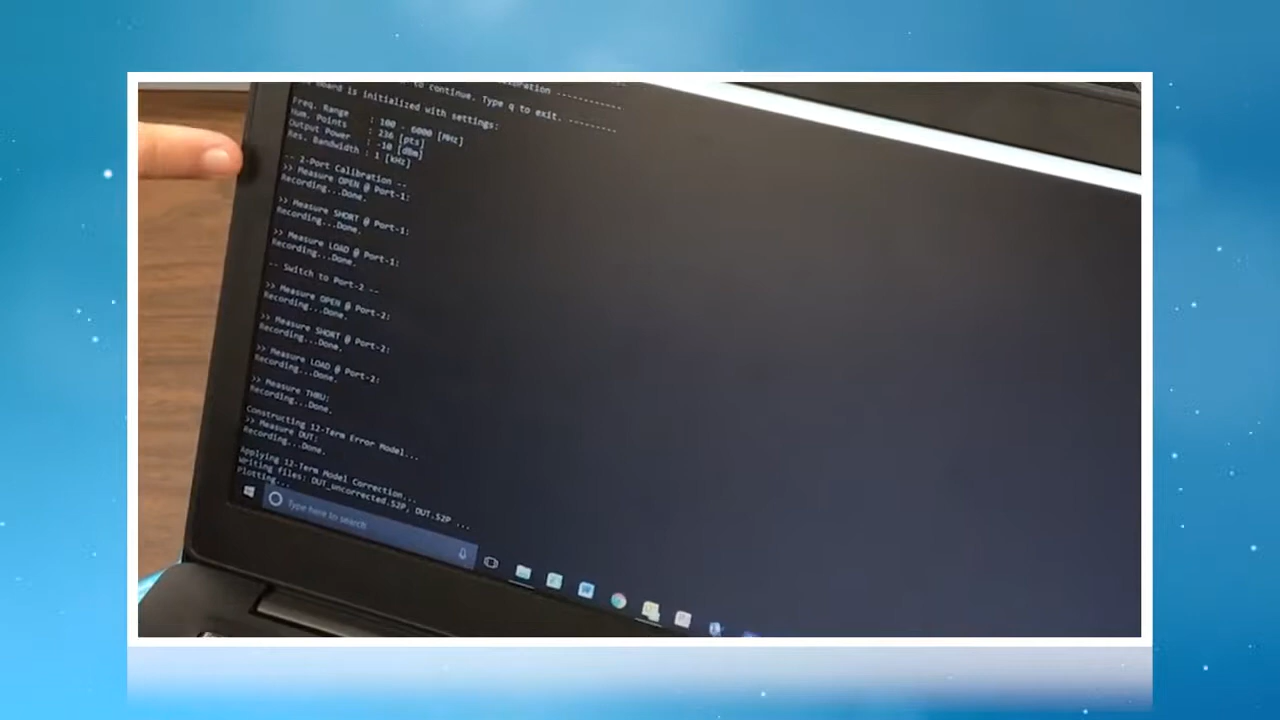 to continue. Type q to exit. ---------
board is initialized with settings:
Freq. Range : 100 - 6000 [MHz]
Num. Points : 236 [pts]
Output Power : -10 [dBm]
Res. Bandwidth : 1 [kHz]
-- 2-Port Calibration --
>> Measure OPEN @ Port-1:
Recording...Done.
>> Measure SHORT @ Port-1:
Recording...Done.
>> Measure LOAD @ Port-1:
Recording...Done.
-- Switch to Port-2 --
>> Measure OPEN @ Port-2:
Recording...Done.
>> Measure SHORT @ Port-2:
Recording...Done.
>> Measure LOAD @ Port-2:
Recording...Done.
>> Measure THRU:
Recording...Done.
Constructing 12-Term Error Model...
>> Measure DUT:
Recording...Done.
Applying 12-Term Model Correction...
Writing files: DUT_uncorrected.S2P, DUT.S2P ...
Plotting...
Type here to search